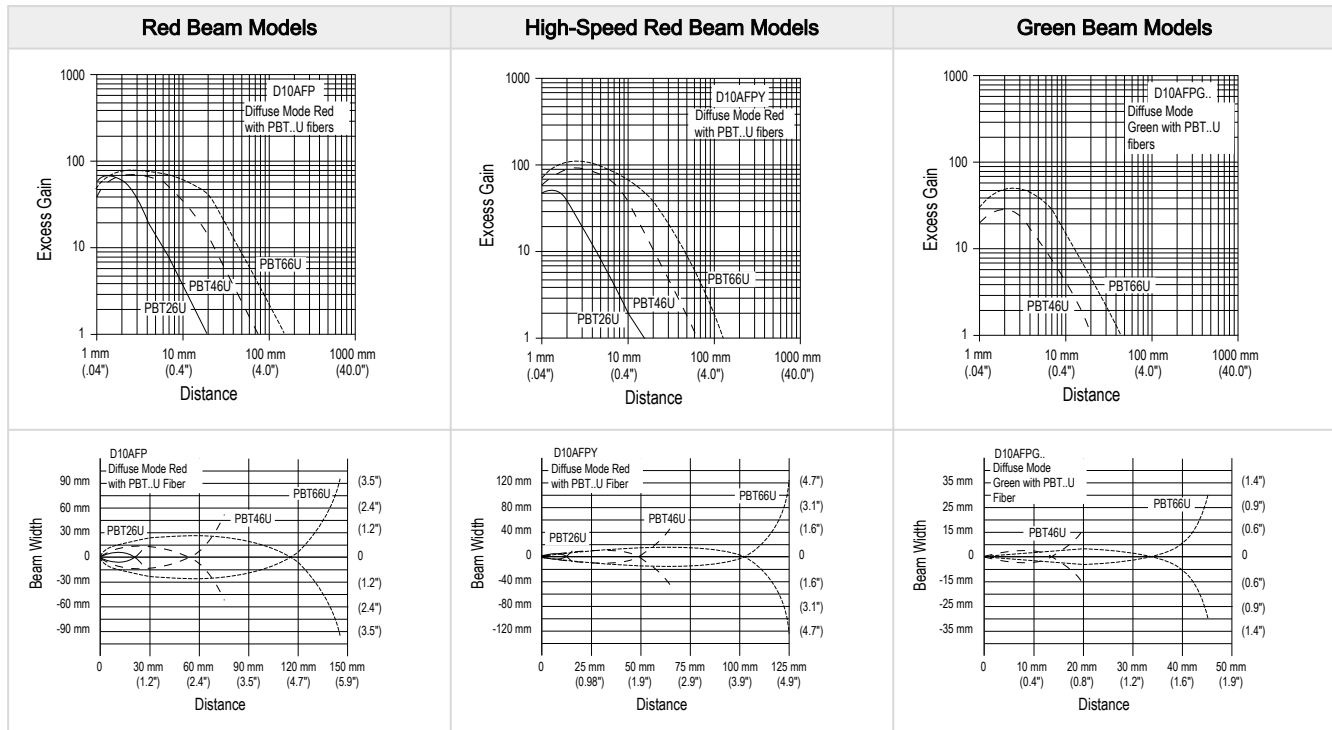 Red Beam Models
High-Speed Red Beam Models
Green Beam Models
1000
100
10
1
Excess Gain
D10AFP
Diffuse Mode Red
with PBT..U fibers
PBT66U
PBT46U
PBT26U
1 mm
(.04")
10 mm
(0.4")
100 mm
(4.0")
1000 mm
(40.0")
Distance
1000
100
10
1
Excess Gain
D10AFPY
Diffuse Mode Red
with PBT..U fibers
PBT66U
PBT46U
PBT26U
1 mm
(.04")
10 mm
(0.4")
100 mm
(4.0")
1000 mm
(40.0")
Distance
1000
100
10
1
Excess Gain
D10AFPG..
Diffuse Mode
Green with PBT..U
fibers
PBT66U
PBT46U
1 mm
(.04")
10 mm
(0.4")
100 mm
(4.0")
1000 mm
(40.0")
Distance
D10AFP
Diffuse Mode Red
with PBT..U Fiber
90 mm
60 mm
30 mm
0
-30 mm
-60 mm
-90 mm
Beam Width
PBT66U
PBT46U
PBT26U
(3.5")
(2.4")
(1.2")
0
(1.2")
(2.4")
(3.5")
0
30 mm
(1.2")
60 mm
(2.4")
90 mm
(3.5")
120 mm
(4.7")
150 mm
(5.9")
Distance
D10AFPY
Diffuse Mode Red
with PBT..U Fiber
120 mm
80 mm
40 mm
0
-40 mm
-80 mm
-120 mm
Beam Width
PBT66U
PBT46U
PBT26U
(4.7")
(3.1")
(1.6")
0
(1.6")
(3.1")
(4.7")
0
25 mm
(0.98")
50 mm
(1.9")
75 mm
(2.9")
100 mm
(3.9")
125 mm
(4.9")
Distance
D10AFPG..
Diffuse Mode
Green with PBT..U
Fiber
35 mm
25 mm
15 mm
0
-15 mm
-25 mm
-35 mm
Beam Width
PBT66U
PBT46U
(1.4")
(0.9")
(0.6")
0
(0.6")
(0.9")
(1.4")
0
10 mm
(0.4")
20 mm
(0.8")
30 mm
(1.2")
40 mm
(1.6")
50 mm
(1.9")
Distance